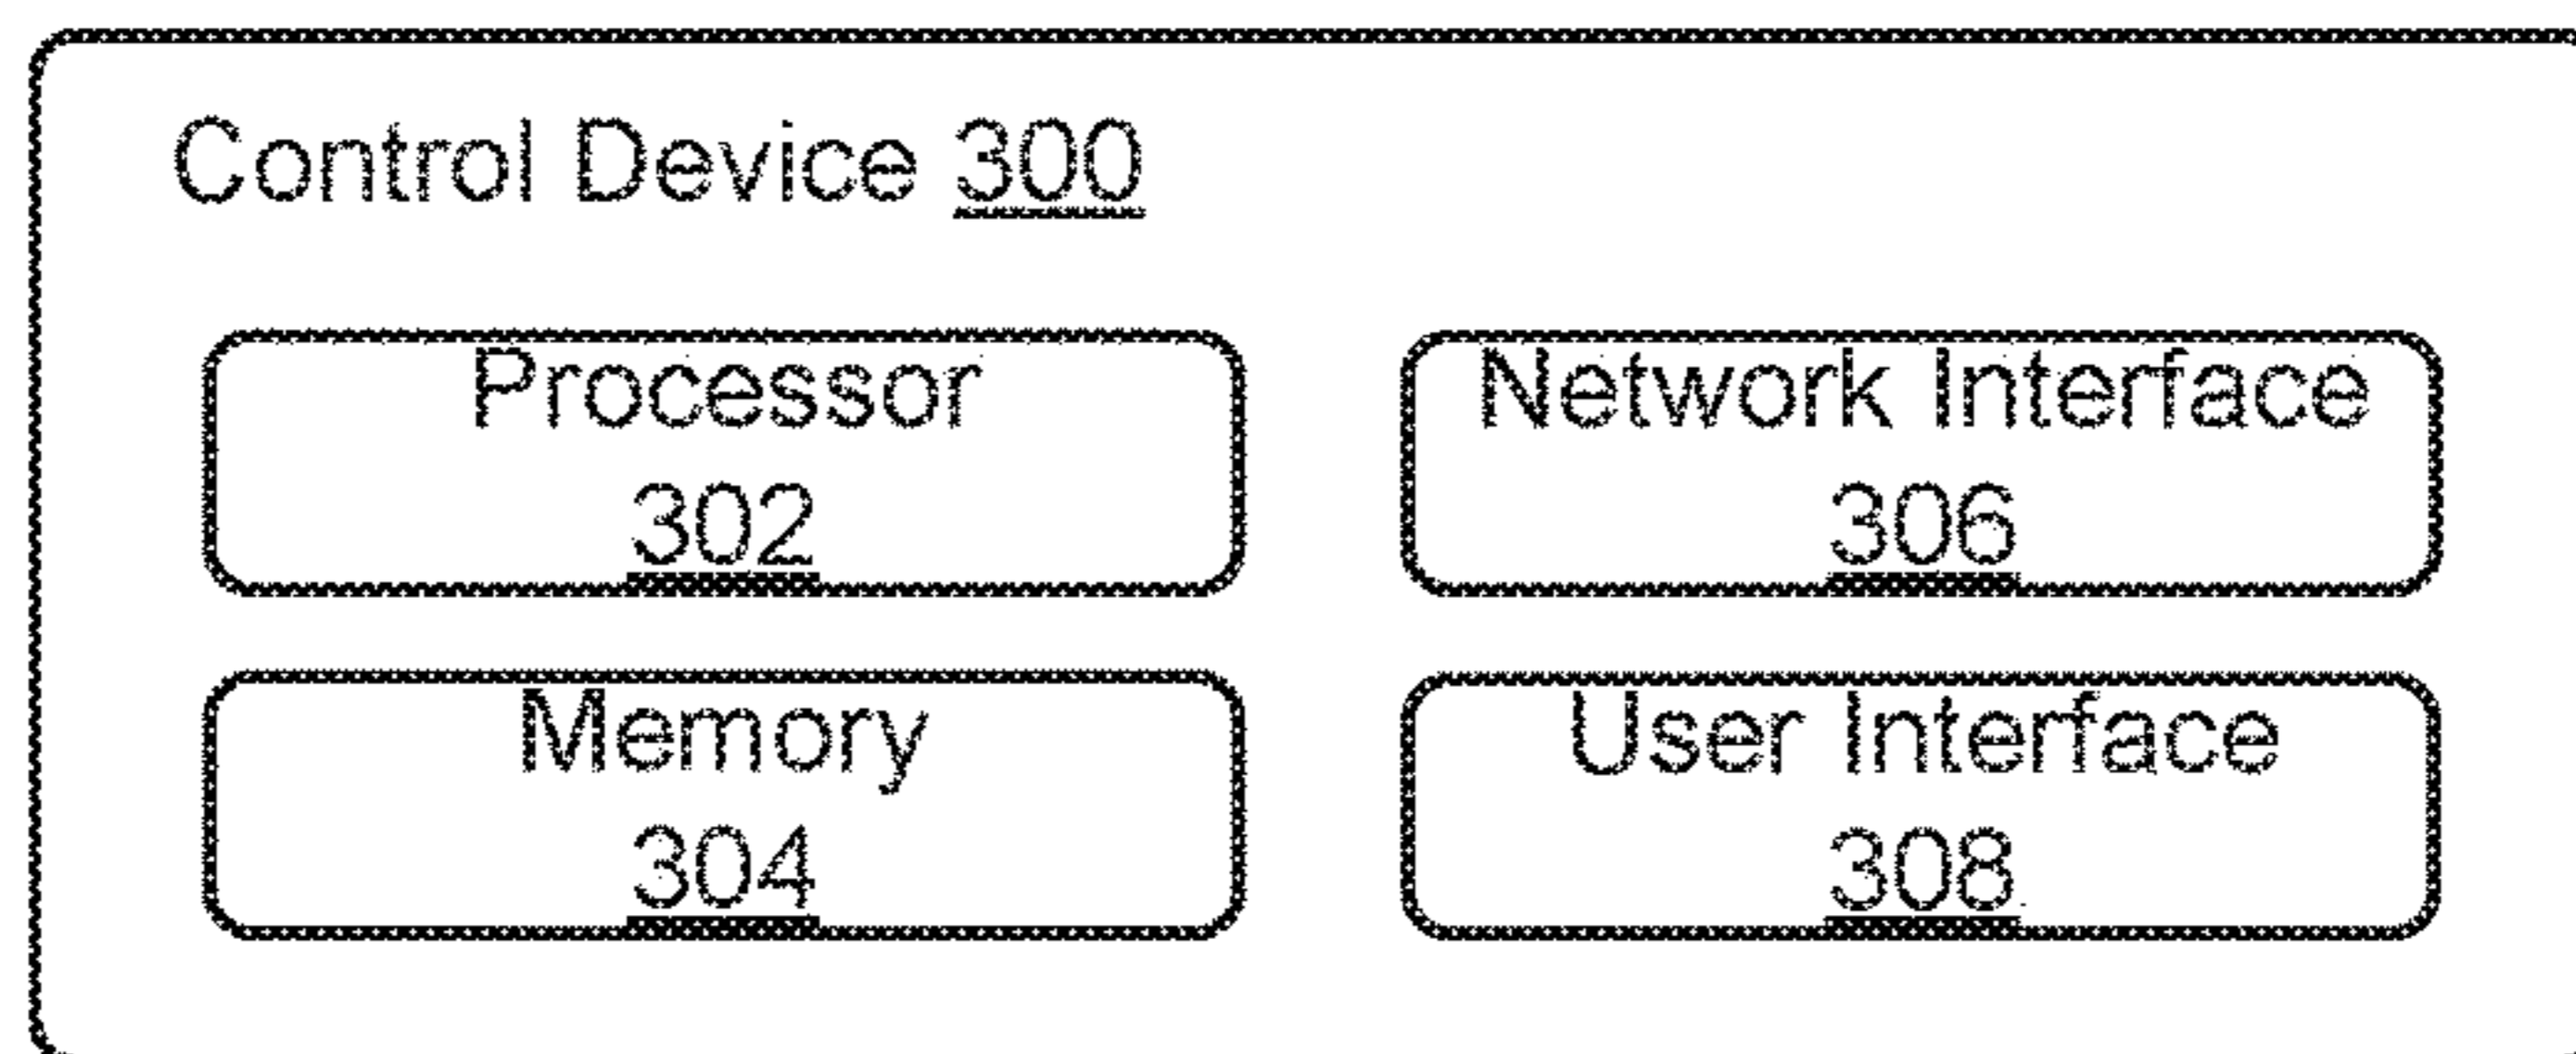 Control Device 300
Processor
302
Network Interface
306
Memory
304
User Interface
308